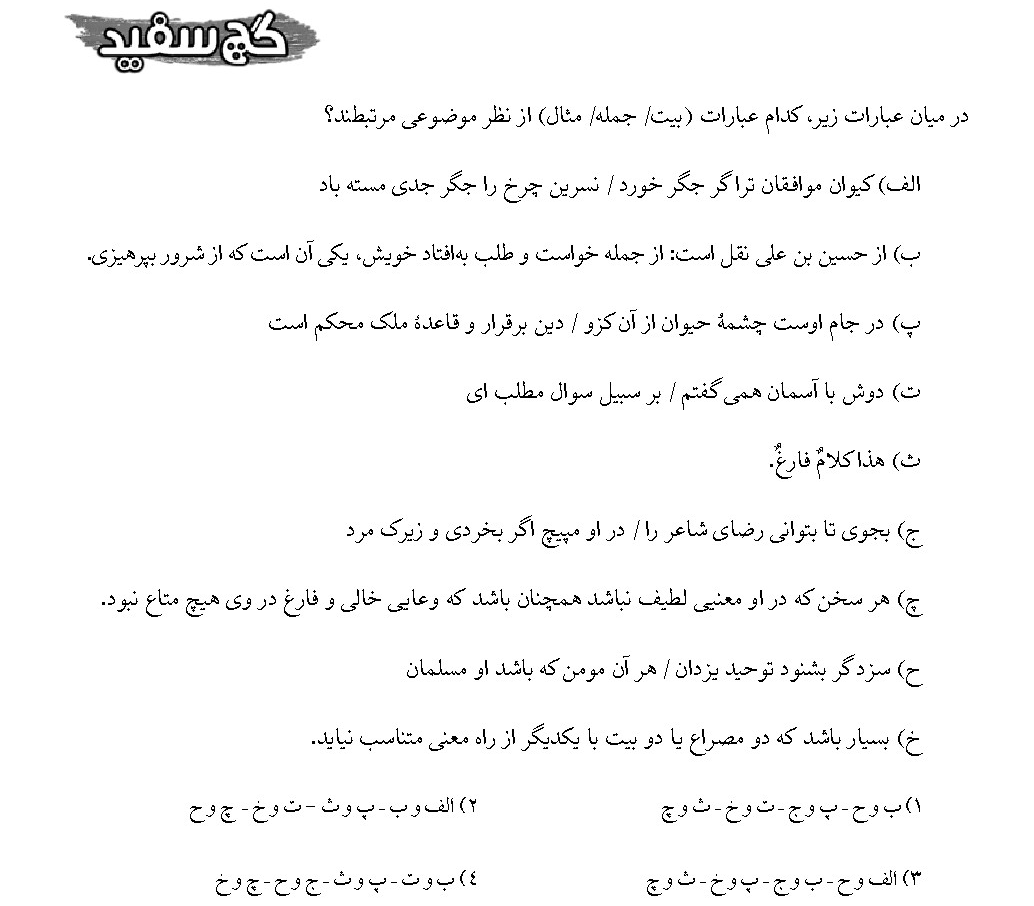 گچ سفید
در میان عبارات زیر، کدام عبارات (بیت/ جمله/ مثال) از نظر موضوعی مرتبطند؟
الف) کیوان موافقان ترا گر جگر خورد / نسرین چرخ را جگر جدی مسته باد
ب) از حسین بن علی نقل است: از جمله خواست و طلب به‌افتاد خویش، یکی آن است که از شرور بپرهیزی.
پ) در جام اوست چشمهٔ حیوان از آن کزو / دین برقرار و قاعدهٔ ملک محکم است
ت) دوش با آسمان همی گفتم / بر سبیل سوال مطلب ای
ث) هذا کلامٌ فارغٌ.
ج) بجوی تا بتوانی رضای شاعر را / در او مپیچ اگر بخردی و زیرک مرد
چ) هر سخن که در او معنیی لطیف نباشد همچنان باشد که وعایی خالی و فارغ در وی هیچ متاع نبود.
ح) سزد گر بشنود توحید یزدان / هر آن مومن که باشد او مسلمان
خ) بسیار باشد که دو مصراع یا دو بیت با یکدیگر از راه معنی متناسب نیاید.
۱) ب و ح - پ و ج - ت و خ - ث و چ ۲) الف و ب - پ و ث – ت و خ - چ و ح
۳) الف و ح - ب و ج - پ و خ - ث و چ ٤) ب و ت - پ و ث - ج و ح - چ و خ